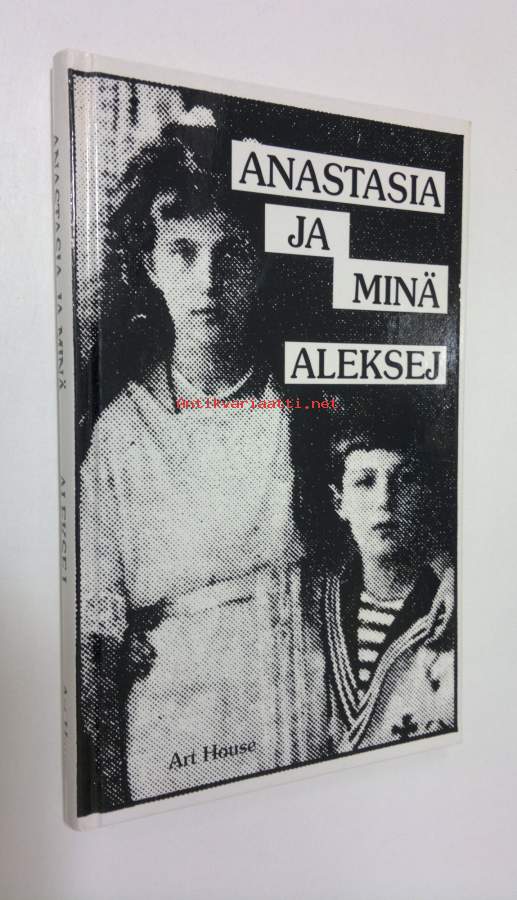 ANASTASIA
JA
MINÄ
ALEKSEJ
Antikvariaatti.net
Art House
ANASTASIA JA MINÄ
ALEKSEJ